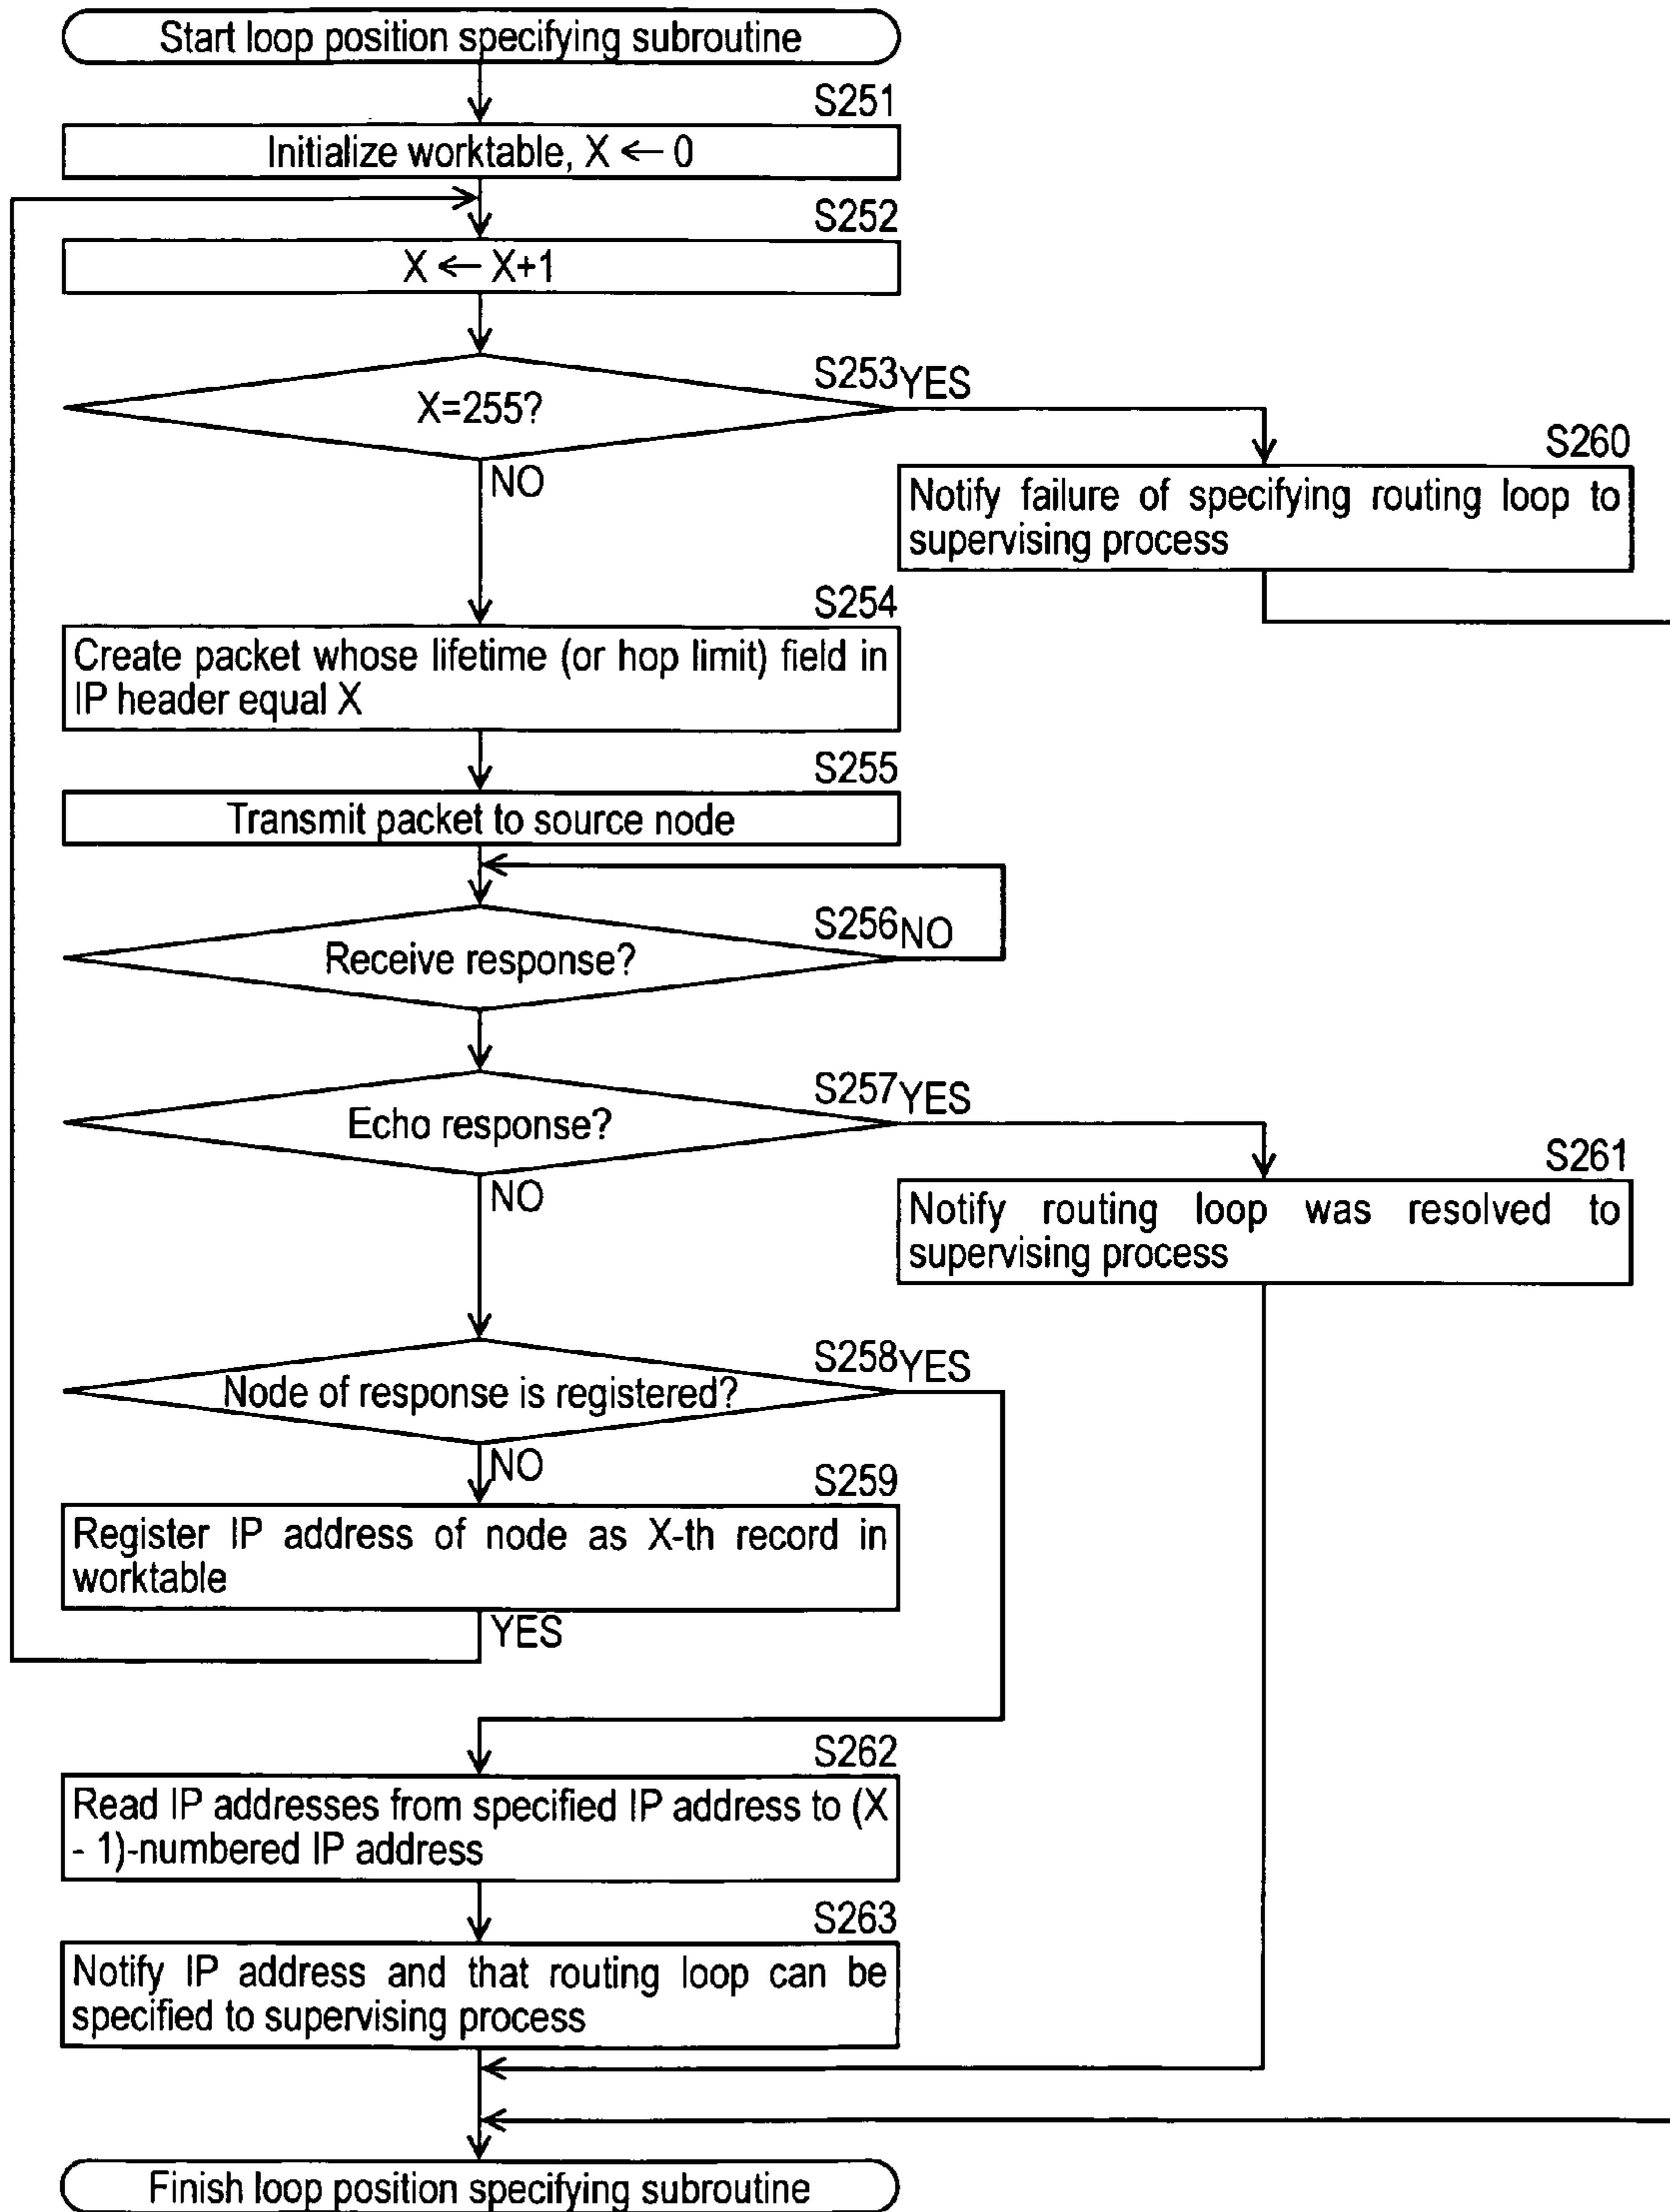 Start loop position specifying subroutine
S251
Initialize worktable, X ← 0
S252
X ← X+1
S253 YES
X=255?
NO
S260
Notify failure of specifying routing loop to
supervising process
S254
Create packet whose lifetime (or hop limit) field in
IP header equal X
S255
Transmit packet to source node
S256 NO
Receive response?
S257 YES
Echo response?
NO
S261
Notify routing loop was resolved to
supervising process
S258 YES
Node of response is registered?
NO
S259
Register IP address of node as X-th record in
worktable
YES
S262
Read IP addresses from specified IP address to (X
- 1)-numbered IP address
S263
Notify IP address and that routing loop can be
specified to supervising process
Finish loop position specifying subroutine